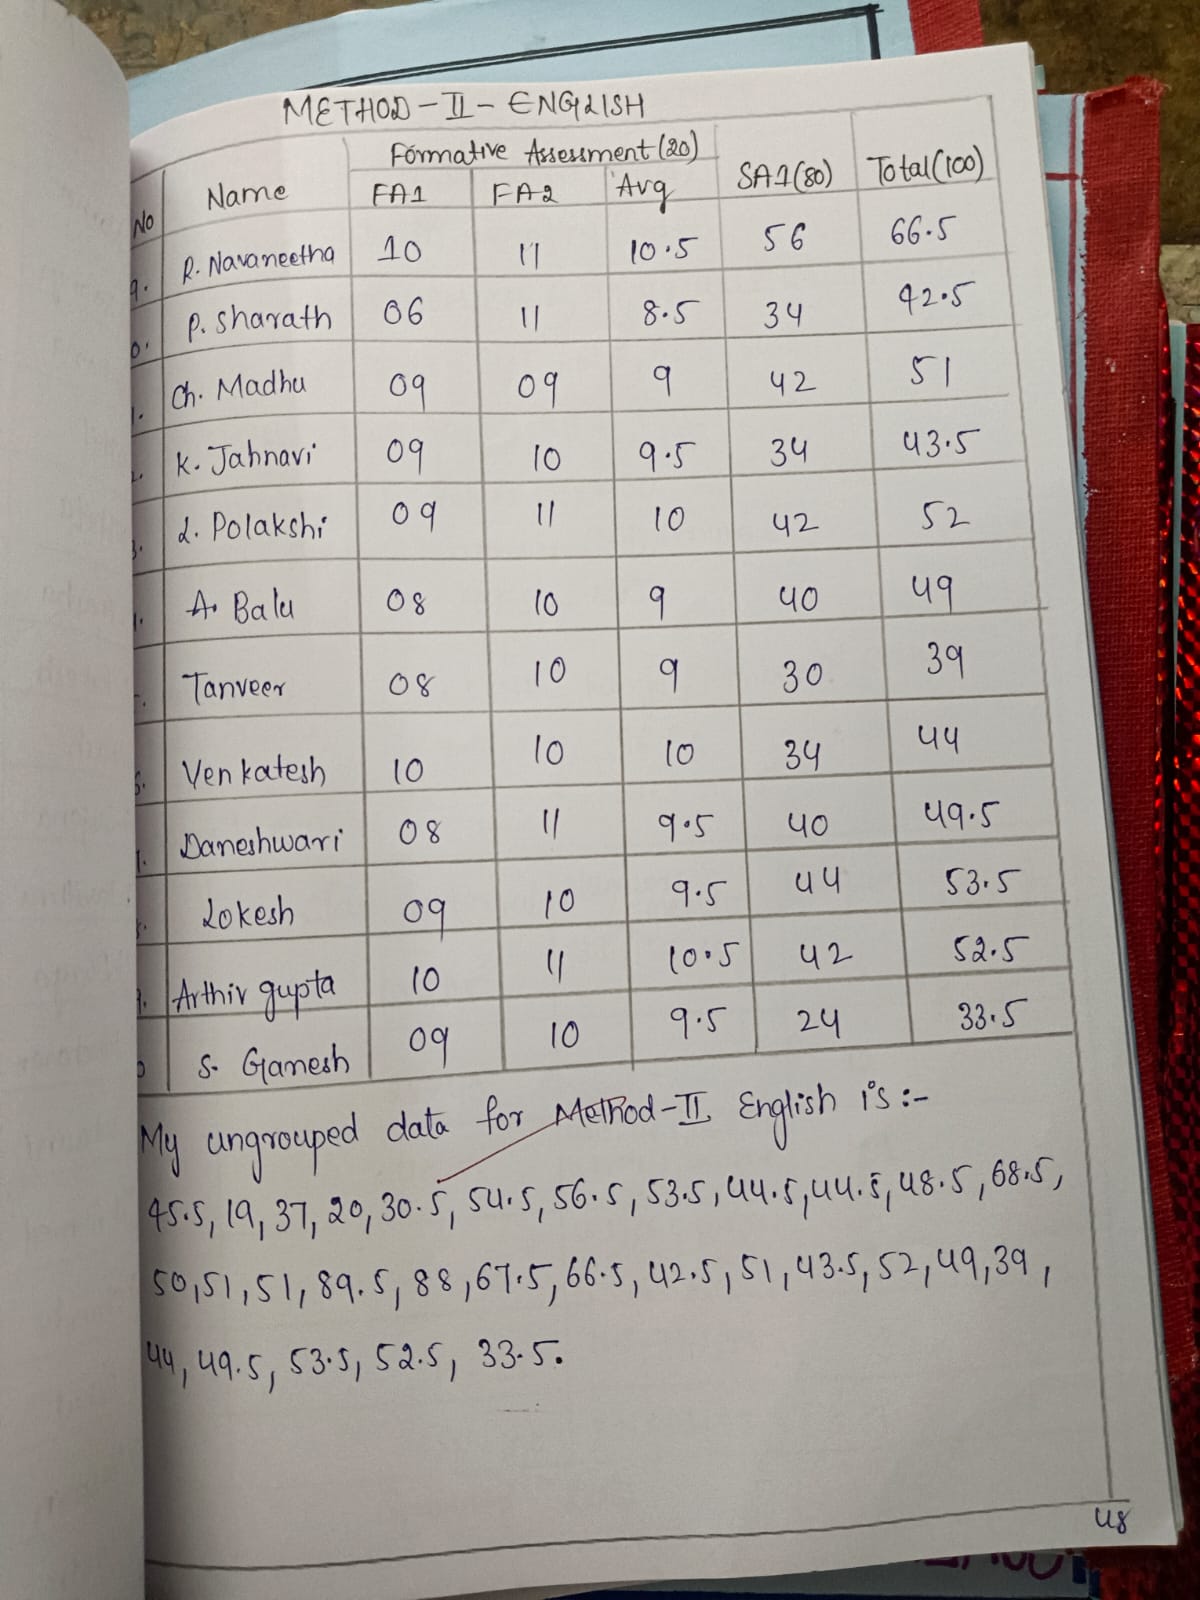 METHOD-II-ENGLISH
No Name Formative Assessment (20) SA1(80) Total(100)
FA1 FA2 Avg
9. R. Navaneetha 10 11 10.5 56 66.5
0. P. Sharath 06 11 8.5 34 42.5
1. Ch. Madhu 09 09 9 42 51
2. K. Jahnavi 09 10 9.5 34 43.5
3. L. Polakshi 09 11 10 42 52
A. Balu 08 10 9 40 49
Tanveer 08 10 9 30 39
Venkatesh 10 10 10 34 44
Daneshwari 08 11 9.5 40 49.5
Lokesh 09 10 9.5 44 53.5
Arthiv gupta 10 11 10.5 42 52.5
S. Ganesh 09 10 9.5 24 33.5
My ungrouped data for Method-II English is:-
45.5, 19, 37, 20, 30.5, 54.5, 56.5, 53.5, 44.5, 44.5, 48.5, 68.5,
50, 51, 51, 89.5, 88, 67.5, 66.5, 42.5, 51, 43.5, 52, 49, 39,
44, 49.5, 53.5, 52.5, 33.5.
48